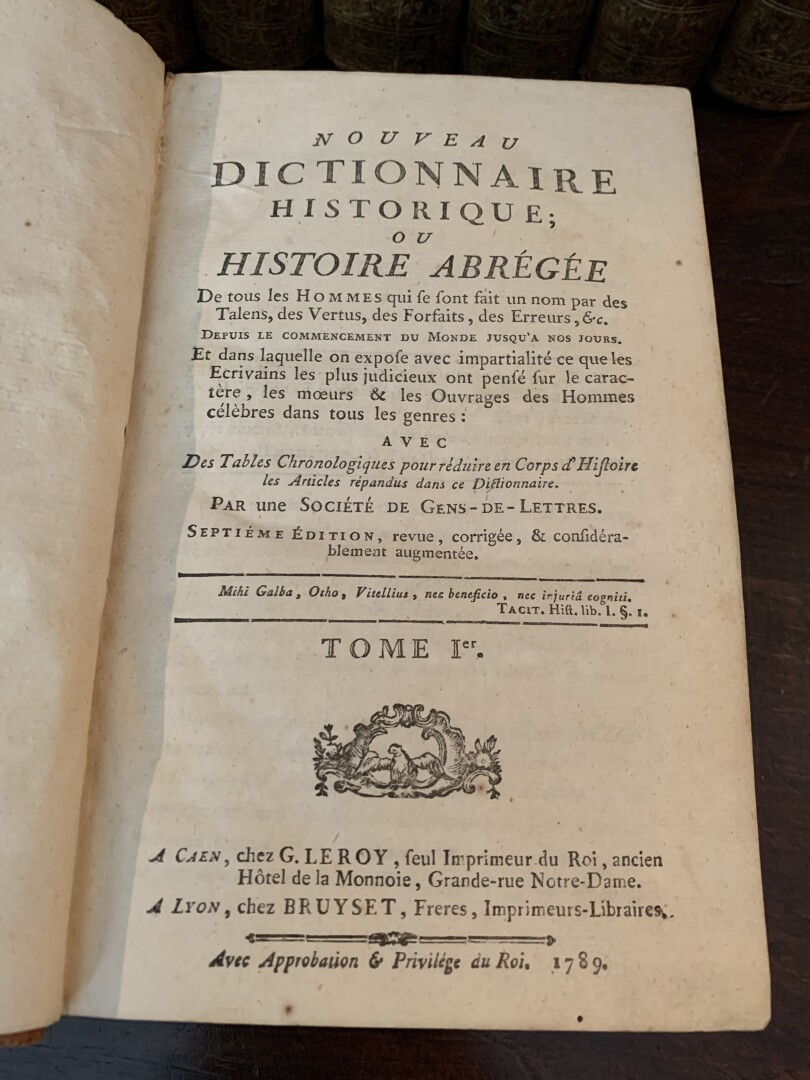 NOUVEAU
DICTIONNAIRE
HISTORIQUE;
OU
HISTOIRE ABRÉGÉE
De tous les HOMMES qui ſe ſont fait un nom par des
Talens, des Vertus, des Forfaits, des Erreurs, &c.
DEPUIS LE COMMENCEMENT DU MONDE JUSQU'A NOS JOURS.
Et dans laquelle on expoſe avec impartialité ce que les
Ecrivains les plus judicieux ont penſé ſur le carac-
tère, les mœurs & les Ouvrages des Hommes
célèbres dans tous les genres :
AVEC
Des Tables Chronologiques pour réduire en Corps d'Hiſtoire
les Articles répandus dans ce Dictionnaire.
PAR une SOCIÉTÉ DE GENS-DE-LETTRES.
SEPTIÉME ÉDITION, revue, corrigée, & conſidéra-
blement augmentée.
Mihi Galba, Otho, Vitellius, nec beneficio, nec injuriâ cogniti.
TACIT. Hiſt. lib. 1. §. 1.
TOME Ier.
A CAEN, chez G. LEROY, ſeul Imprimeur du Roi, ancien
Hôtel de la Monnoie, Grande-rue Notre-Dame.
A LYON, chez BRUYSET, Freres, Imprimeurs-Libraires.
Avec Approbation & Privilége du Roi. 1789.